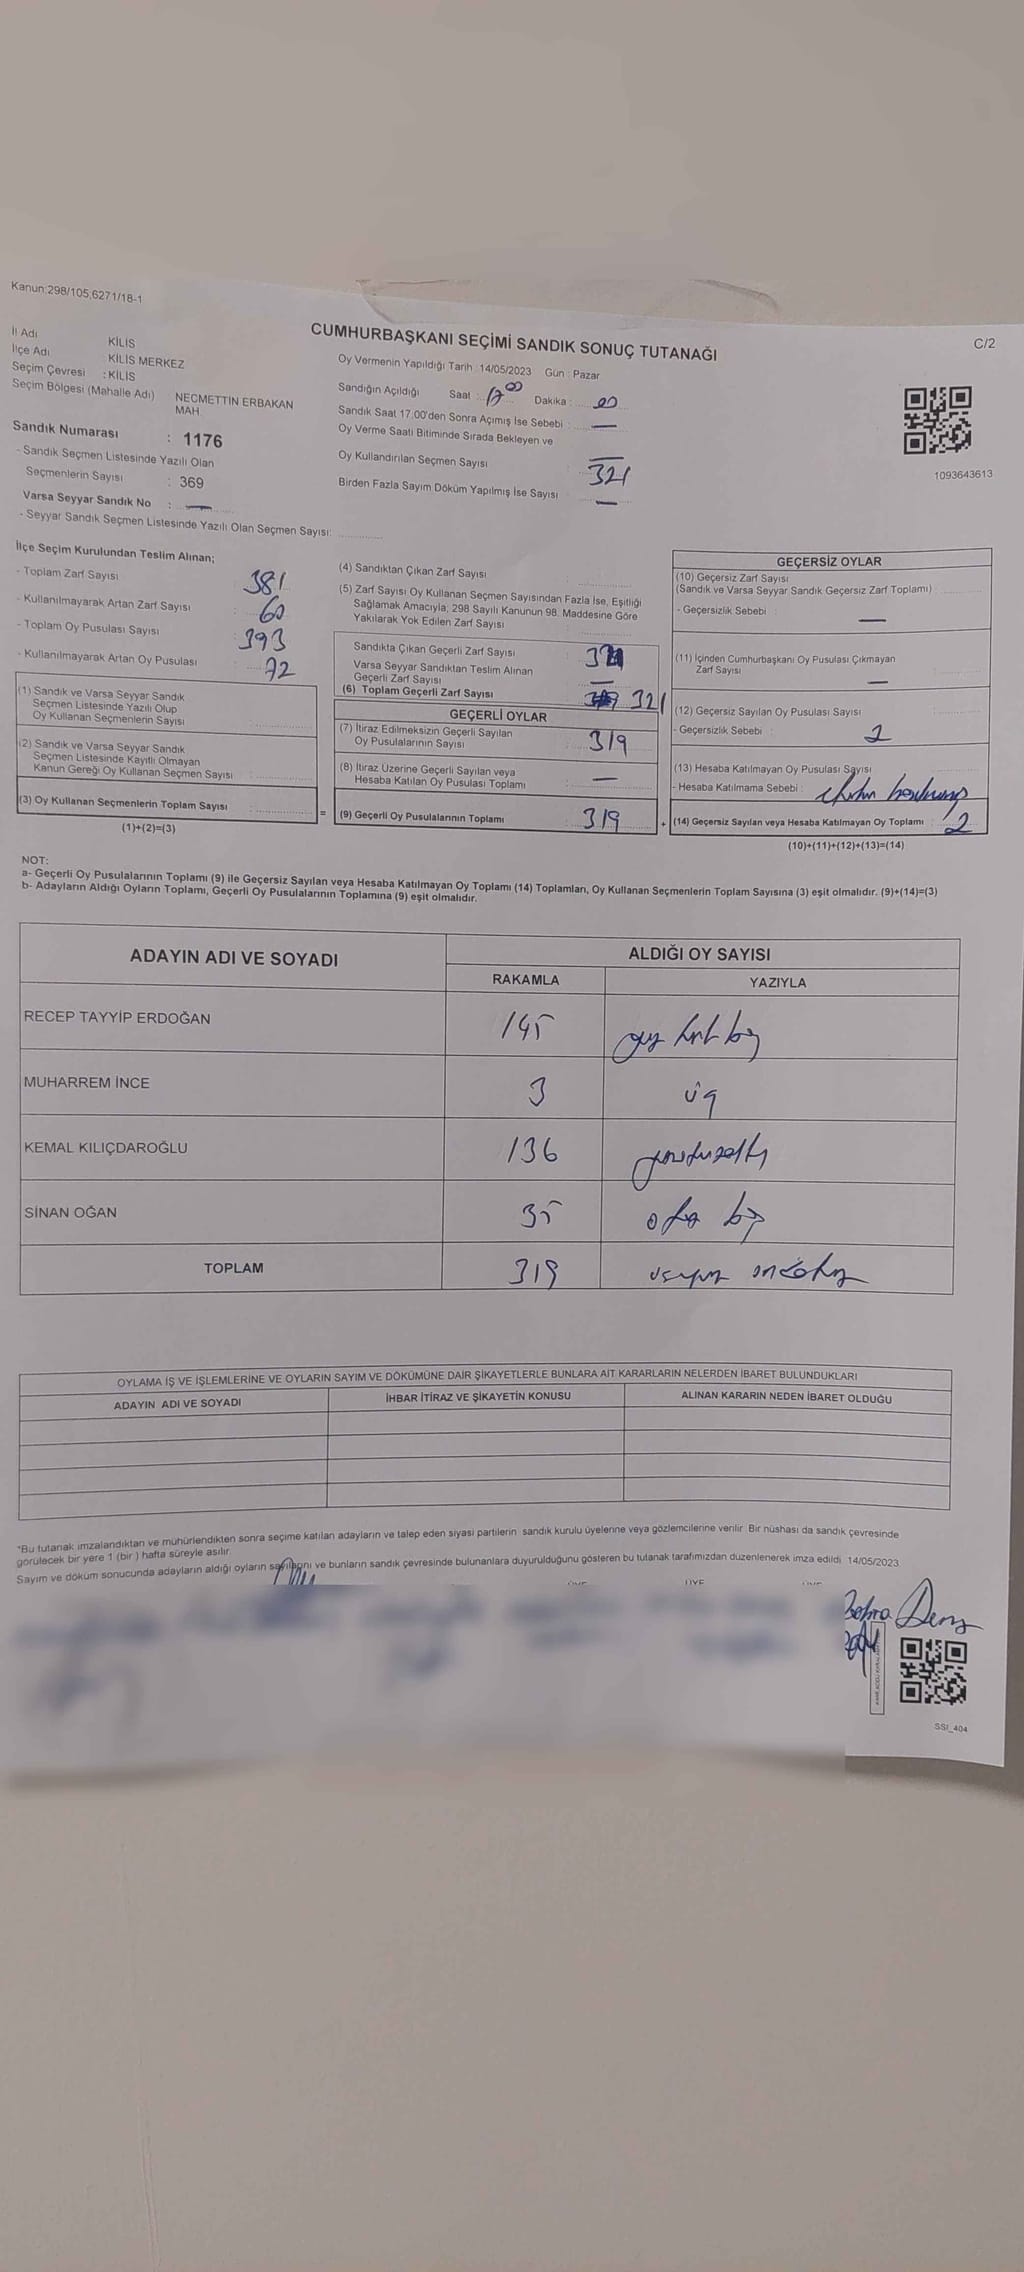 Kanun:298/105,6271/18-1
CUMHURBAŞKANI SEÇİMİ SANDIK SONUÇ TUTANAĞI
C/2
İl Adı : KİLİS
İlçe Adı : KİLİS MERKEZ
Seçim Çevresi : KİLİS
Seçim Bölgesi (Mahalle Adı) NECMETTİN ERBAKAN
MAH.
Sandık Numarası : 1176
- Sandık Seçmen Listesinde Yazılı Olan
Seçmenlerin Sayısı : 369
Varsa Seyyar Sandık No : —
- Seyyar Sandık Seçmen Listesinde Yazılı Olan Seçmen Sayısı:
Oy Vermenin Yapıldığı Tarih :14/05/2023 Gün : Pazar
Sandığın Açıldığı Saat : 17 00 Dakika : 00
Sandık Saat 17.00'den Sonra Açımış İse Sebebi : —
Oy Verme Saati Bitiminde Sırada Bekleyen ve
Oy Kullandırılan Seçmen Sayısı : 321
Birden Fazla Sayım Döküm Yapılmış İse Sayısı : —
1093643613
İlçe Seçim Kurulundan Teslim Alınan;
- Toplam Zarf Sayısı : 381
- Kullanılmayarak Artan Zarf Sayısı : 60
- Toplam Oy Pusulası Sayısı : 393
- Kullanılmayarak Artan Oy Pusulası : 72
(1) Sandık ve Varsa Seyyar Sandık
Seçmen Listesinde Yazılı Olup
Oy Kullanan Seçmenlerin Sayısı :
(2) Sandık ve Varsa Seyyar Sandık
Seçmen Listesinde Kayıtlı Olmayan
Kanun Gereği Oy Kullanan Seçmen Sayısı :
(3) Oy Kullanan Seçmenlerin Toplam Sayısı :
(1)+(2)=(3)
=
(4) Sandıktan Çıkan Zarf Sayısı :
(5) Zarf Sayısı Oy Kullanan Seçmen Sayısından Fazla İse, Eşitliği
Sağlamak Amacıyla; 298 Sayılı Kanunun 98. Maddesine Göre
Yakılarak Yok Edilen Zarf Sayısı :
Sandıkta Çıkan Geçerli Zarf Sayısı
Varsa Seyyar Sandıktan Teslim Alınan
Geçerli Zarf Sayısı —
(6) Toplam Geçerli Zarf Sayısı 321
GEÇERLİ OYLAR
(7) İtiraz Edilmeksizin Geçerli Sayılan
Oy Pusulalarının Sayısı : 319
(8) İtiraz Üzerine Geçerli Sayılan veya
Hesaba Katılan Oy Pusulası Toplamı : —
(9) Geçerli Oy Pusulalarının Toplamı : 319
+
GEÇERSİZ OYLAR
(10) Geçersiz Zarf Sayısı
(Sandık ve Varsa Seyyar Sandık Geçersiz Zarf Toplamı) :
- Geçersizlik Sebebi : —
(11) İçinden Cumhurbaşkanı Oy Pusulası Çıkmayan
Zarf Sayısı : —
(12) Geçersiz Sayılan Oy Pusulası Sayısı :
- Geçersizlik Sebebi : 2
(13) Hesaba Katılmayan Oy Pusulası Sayısı
- Hesaba Katılmama Sebebi :
(14) Geçersiz Sayılan veya Hesaba Katılmayan Oy Toplamı : 2
(10)+(11)+(12)+(13)=(14)
NOT:
a- Geçerli Oy Pusulalarının Toplamı (9) ile Geçersiz Sayılan veya Hesaba Katılmayan Oy Toplamı (14) Toplamları, Oy Kullanan Seçmenlerin Toplam Sayısına (3) eşit olmalıdır. (9)+(14)=(3)
b- Adayların Aldığı Oyların Toplamı, Geçerli Oy Pusulalarının Toplamına (9) eşit olmalıdır.
ADAYIN ADI VE SOYADI
ALDIĞI OY SAYISI
RAKAMLA YAZIYLA
RECEP TAYYİP ERDOĞAN 145
MUHARREM İNCE 3 üç
KEMAL KILIÇDAROĞLU 136
SİNAN OĞAN 35 otuz beş
TOPLAM 319
OYLAMA İŞ VE İŞLEMLERİNE VE OYLARIN SAYIM VE DÖKÜMÜNE DAİR ŞİKAYETLERLE BUNLARA AİT KARARLARIN NELERDEN İBARET BULUNDUKLARI
ADAYIN ADI VE SOYADI İHBAR İTİRAZ VE ŞİKAYETİN KONUSU ALINAN KARARIN NEDEN İBARET OLDUĞU
*Bu tutanak imzalandıktan ve mühürlendikten sonra seçime katılan adayların ve talep eden siyasi partilerin sandık kurulu üyelerine veya gözlemcilerine verilir. Bir nüshası da sandık çevresinde
görülecek bir yere 1 (bir ) hafta süreyle asılır.
Sayım ve döküm sonucunda adayların aldığı oyların sayılarını ve bunların sandık çevresinde bulunanlara duyurulduğunu gösteren bu tutanak tarafımızdan düzenlenerek imza edildi. 14/05/2023
ÜYE ÜYE ÜYE
SSI_404